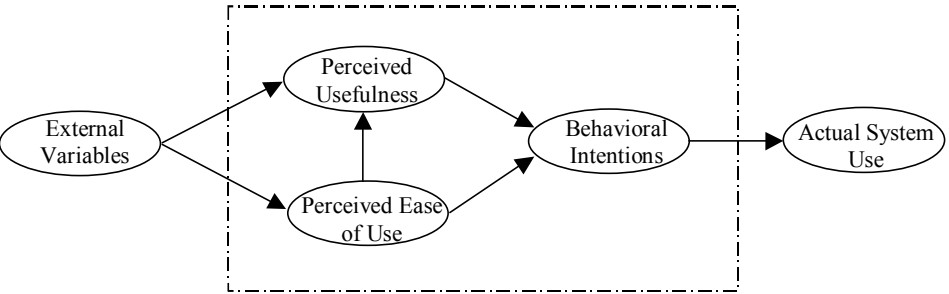 External
Variables
Perceived
Usefulness
Perceived Ease
of Use
Behavioral
Intentions
Actual System
Use